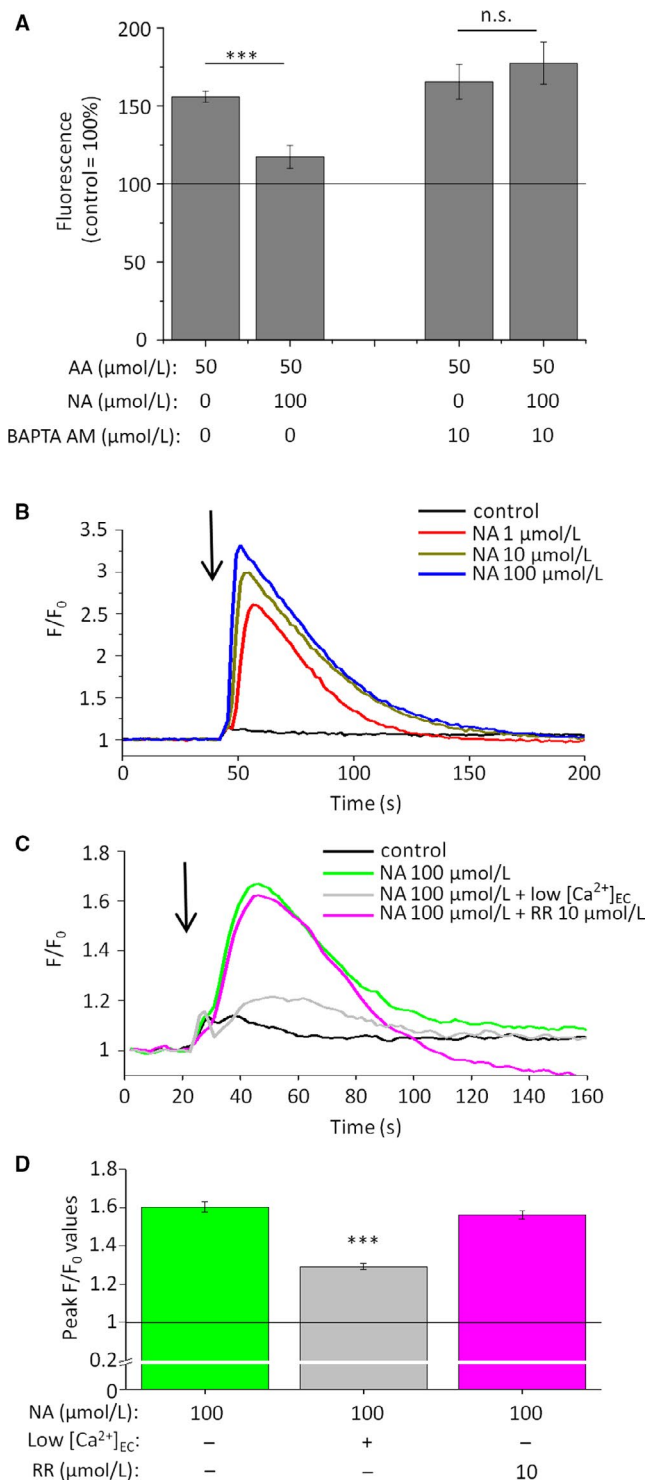 A
200
150
100
50
0
Fluorescence
(control = 100%)
***
n.s.
AA (µmol/L): 50 50 50 50
NA (µmol/L): 0 100 0 100
BAPTA AM (µmol/L): 0 0 10 10
B
3.5
3
2.5
2
1.5
1
F/F₀
control
NA 1 µmol/L
NA 10 µmol/L
NA 100 µmol/L
0 50 100 150 200
Time (s)
C
1.8
1.6
1.4
1.2
1
F/F₀
control
NA 100 µmol/L
NA 100 µmol/L + low [Ca²⁺]EC
NA 100 µmol/L + RR 10 µmol/L
0 20 40 60 80 100 120 140 160
Time (s)
D
1.8
1.6
1.4
1.2
1
0.2
0
Peak F/F₀ values
***
NA (µmol/L): 100 100 100
Low [Ca²⁺]EC: – + –
RR (µmol/L): – – 10